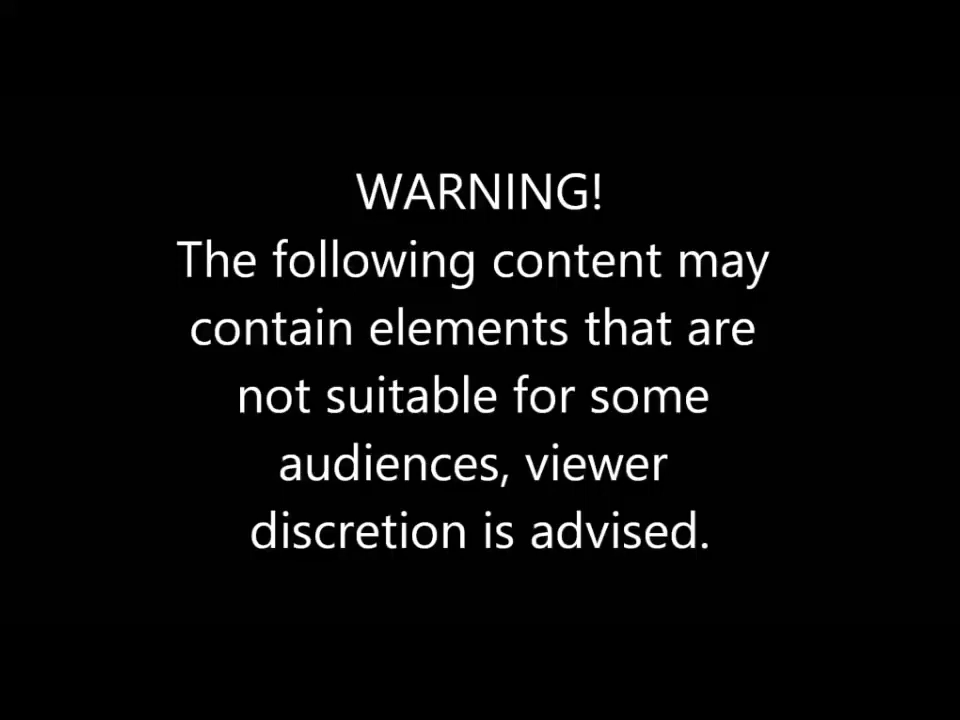 WARNING!
The following content may
contain elements that are
not suitable for some
audiences, viewer
discretion is advised.